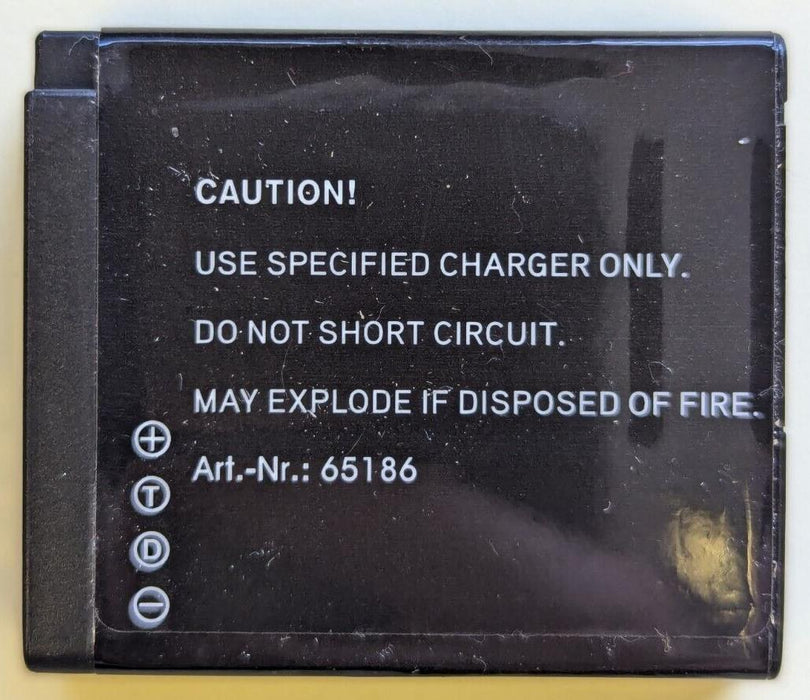 CAUTION!
USE SPECIFIED CHARGER ONLY.
DO NOT SHORT CIRCUIT.
MAY EXPLODE IF DISPOSED OF FIRE.
Art.-Nr.: 65186
+
T
D
-